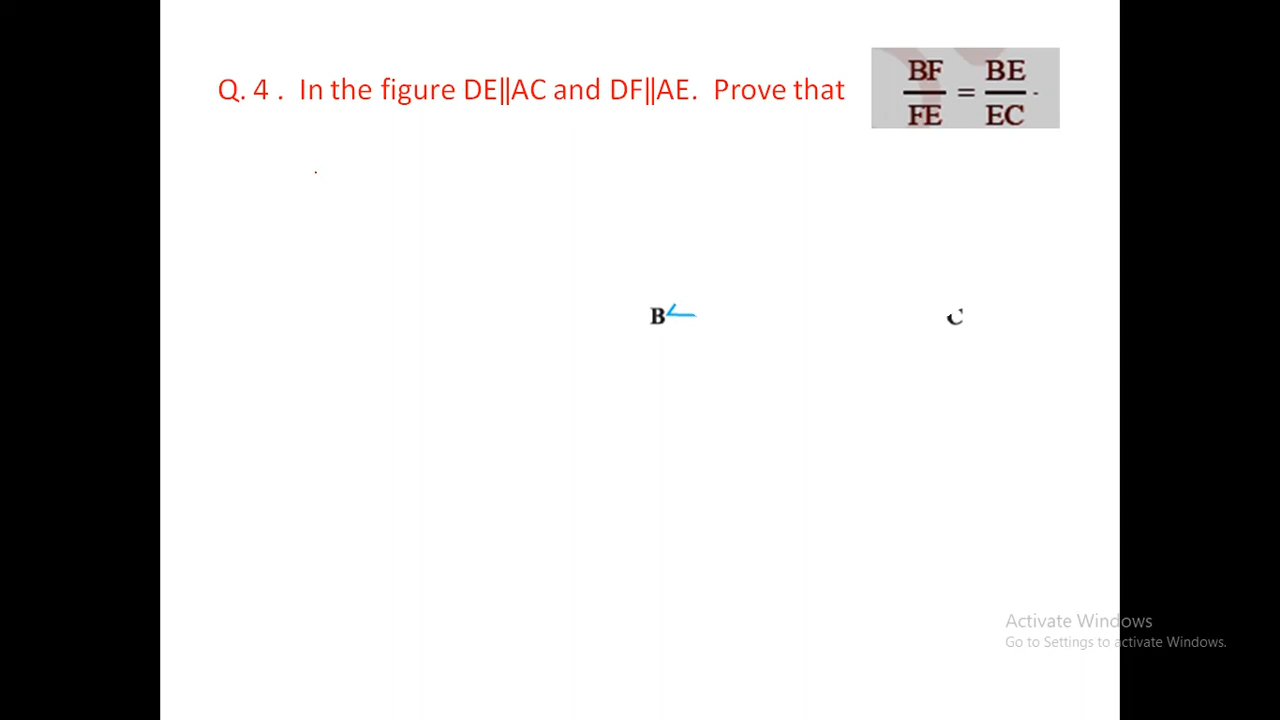 Q. 4 . In the figure DE||AC and DF||AE. Prove that BF/FE = BE/EC .
B C
Activate Windows
Go to Settings to activate Windows.